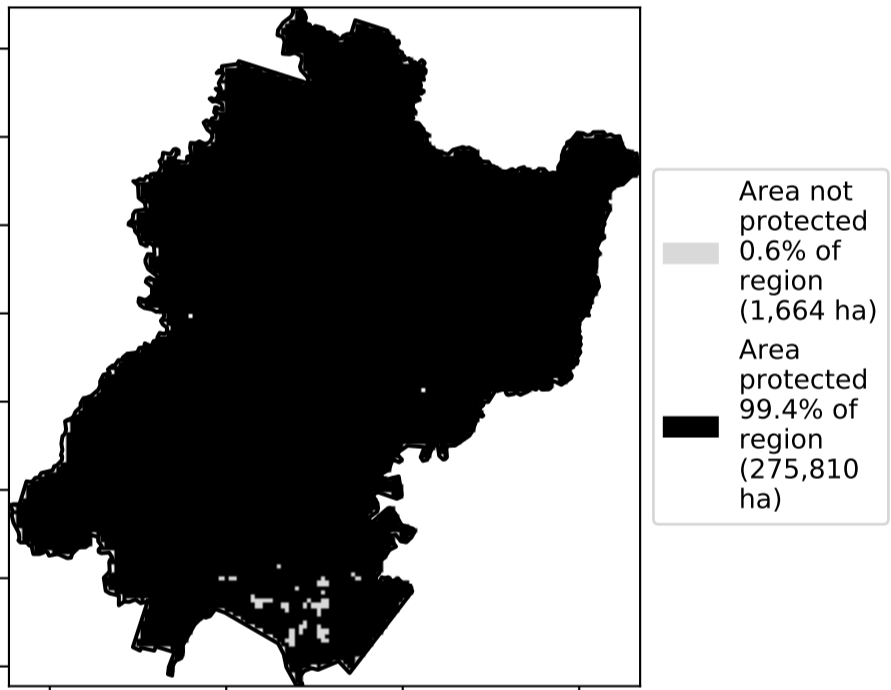 Area not
protected
0.6% of
region
(1,664 ha)
Area
protected
99.4% of
region
(275,810
ha)